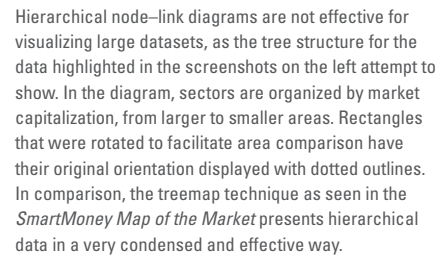 Hierarchical node–link diagrams are not effective for
visualizing large datasets, as the tree structure for the
data highlighted in the screenshots on the left attempt to
show. In the diagram, sectors are organized by market
capitalization, from larger to smaller areas. Rectangles
that were rotated to facilitate area comparison have
their original orientation displayed with dotted outlines.
In comparison, the treemap technique as seen in the
SmartMoney Map of the Market presents hierarchical
data in a very condensed and effective way.